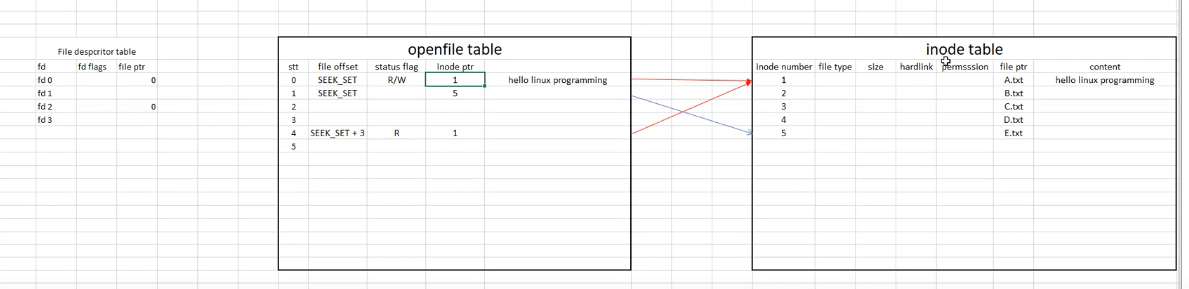 File despcritor table
openfile table
inode table
fd fd flags file ptr
stt file offset status flag Inode ptr
Inode number file type size hardlink permsssion file ptr content
fd 0 0
0 SEEK_SET R/W 1 hello linux programming
1 A.txt hello linux programming
fd 1
1 SEEK_SET 5
2 B.txt
fd 2 0
2
3 C.txt
fd 3
3
4 D.txt
4 SEEK_SET + 3 R 1
5 E.txt
5